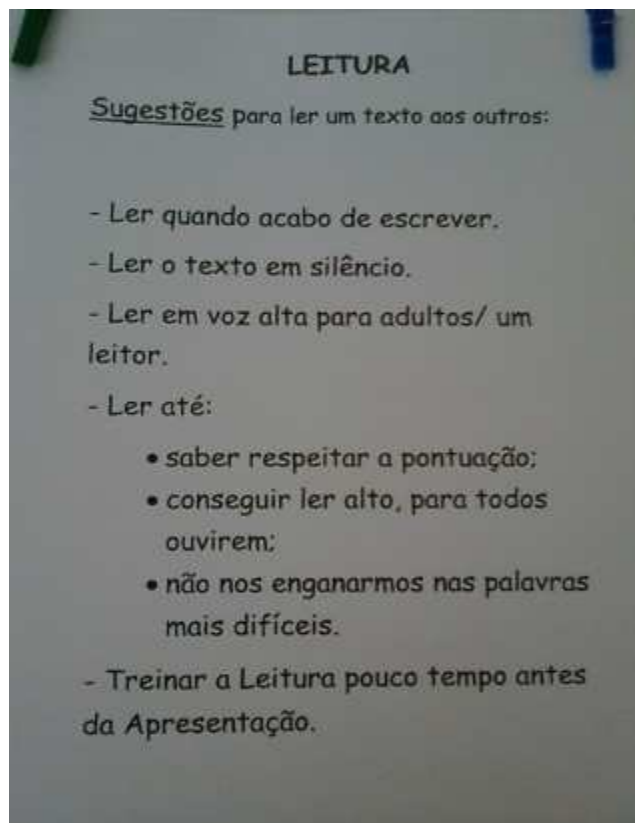 LEITURA
Sugestões para ler um texto aos outros:
- Ler quando acabo de escrever.
- Ler o texto em silêncio.
- Ler em voz alta para adultos/ um
leitor.
- Ler até:
• saber respeitar a pontuação;
• conseguir ler alto, para todos
ouvirem;
• não nos enganarmos nas palavras
mais difíceis.
- Treinar a Leitura pouco tempo antes
da Apresentação.